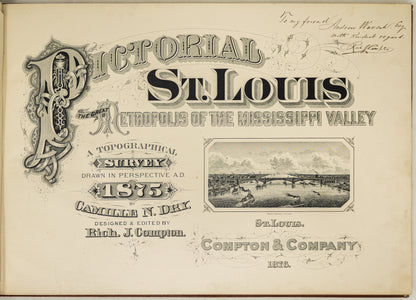 To my friend
with kindest regards
PICTORIAL
ST. LOUIS
THE GREAT
METROPOLIS OF THE MISSISSIPPI VALLEY
A TOPOGRAPHICAL
SURVEY
DRAWN IN PERSPECTIVE A.D.
1875
BY
CAMILLE N. DRY.
DESIGNED & EDITED BY
Rich. J. Compton.
ST. LOUIS.
COMPTON & COMPANY
1876.